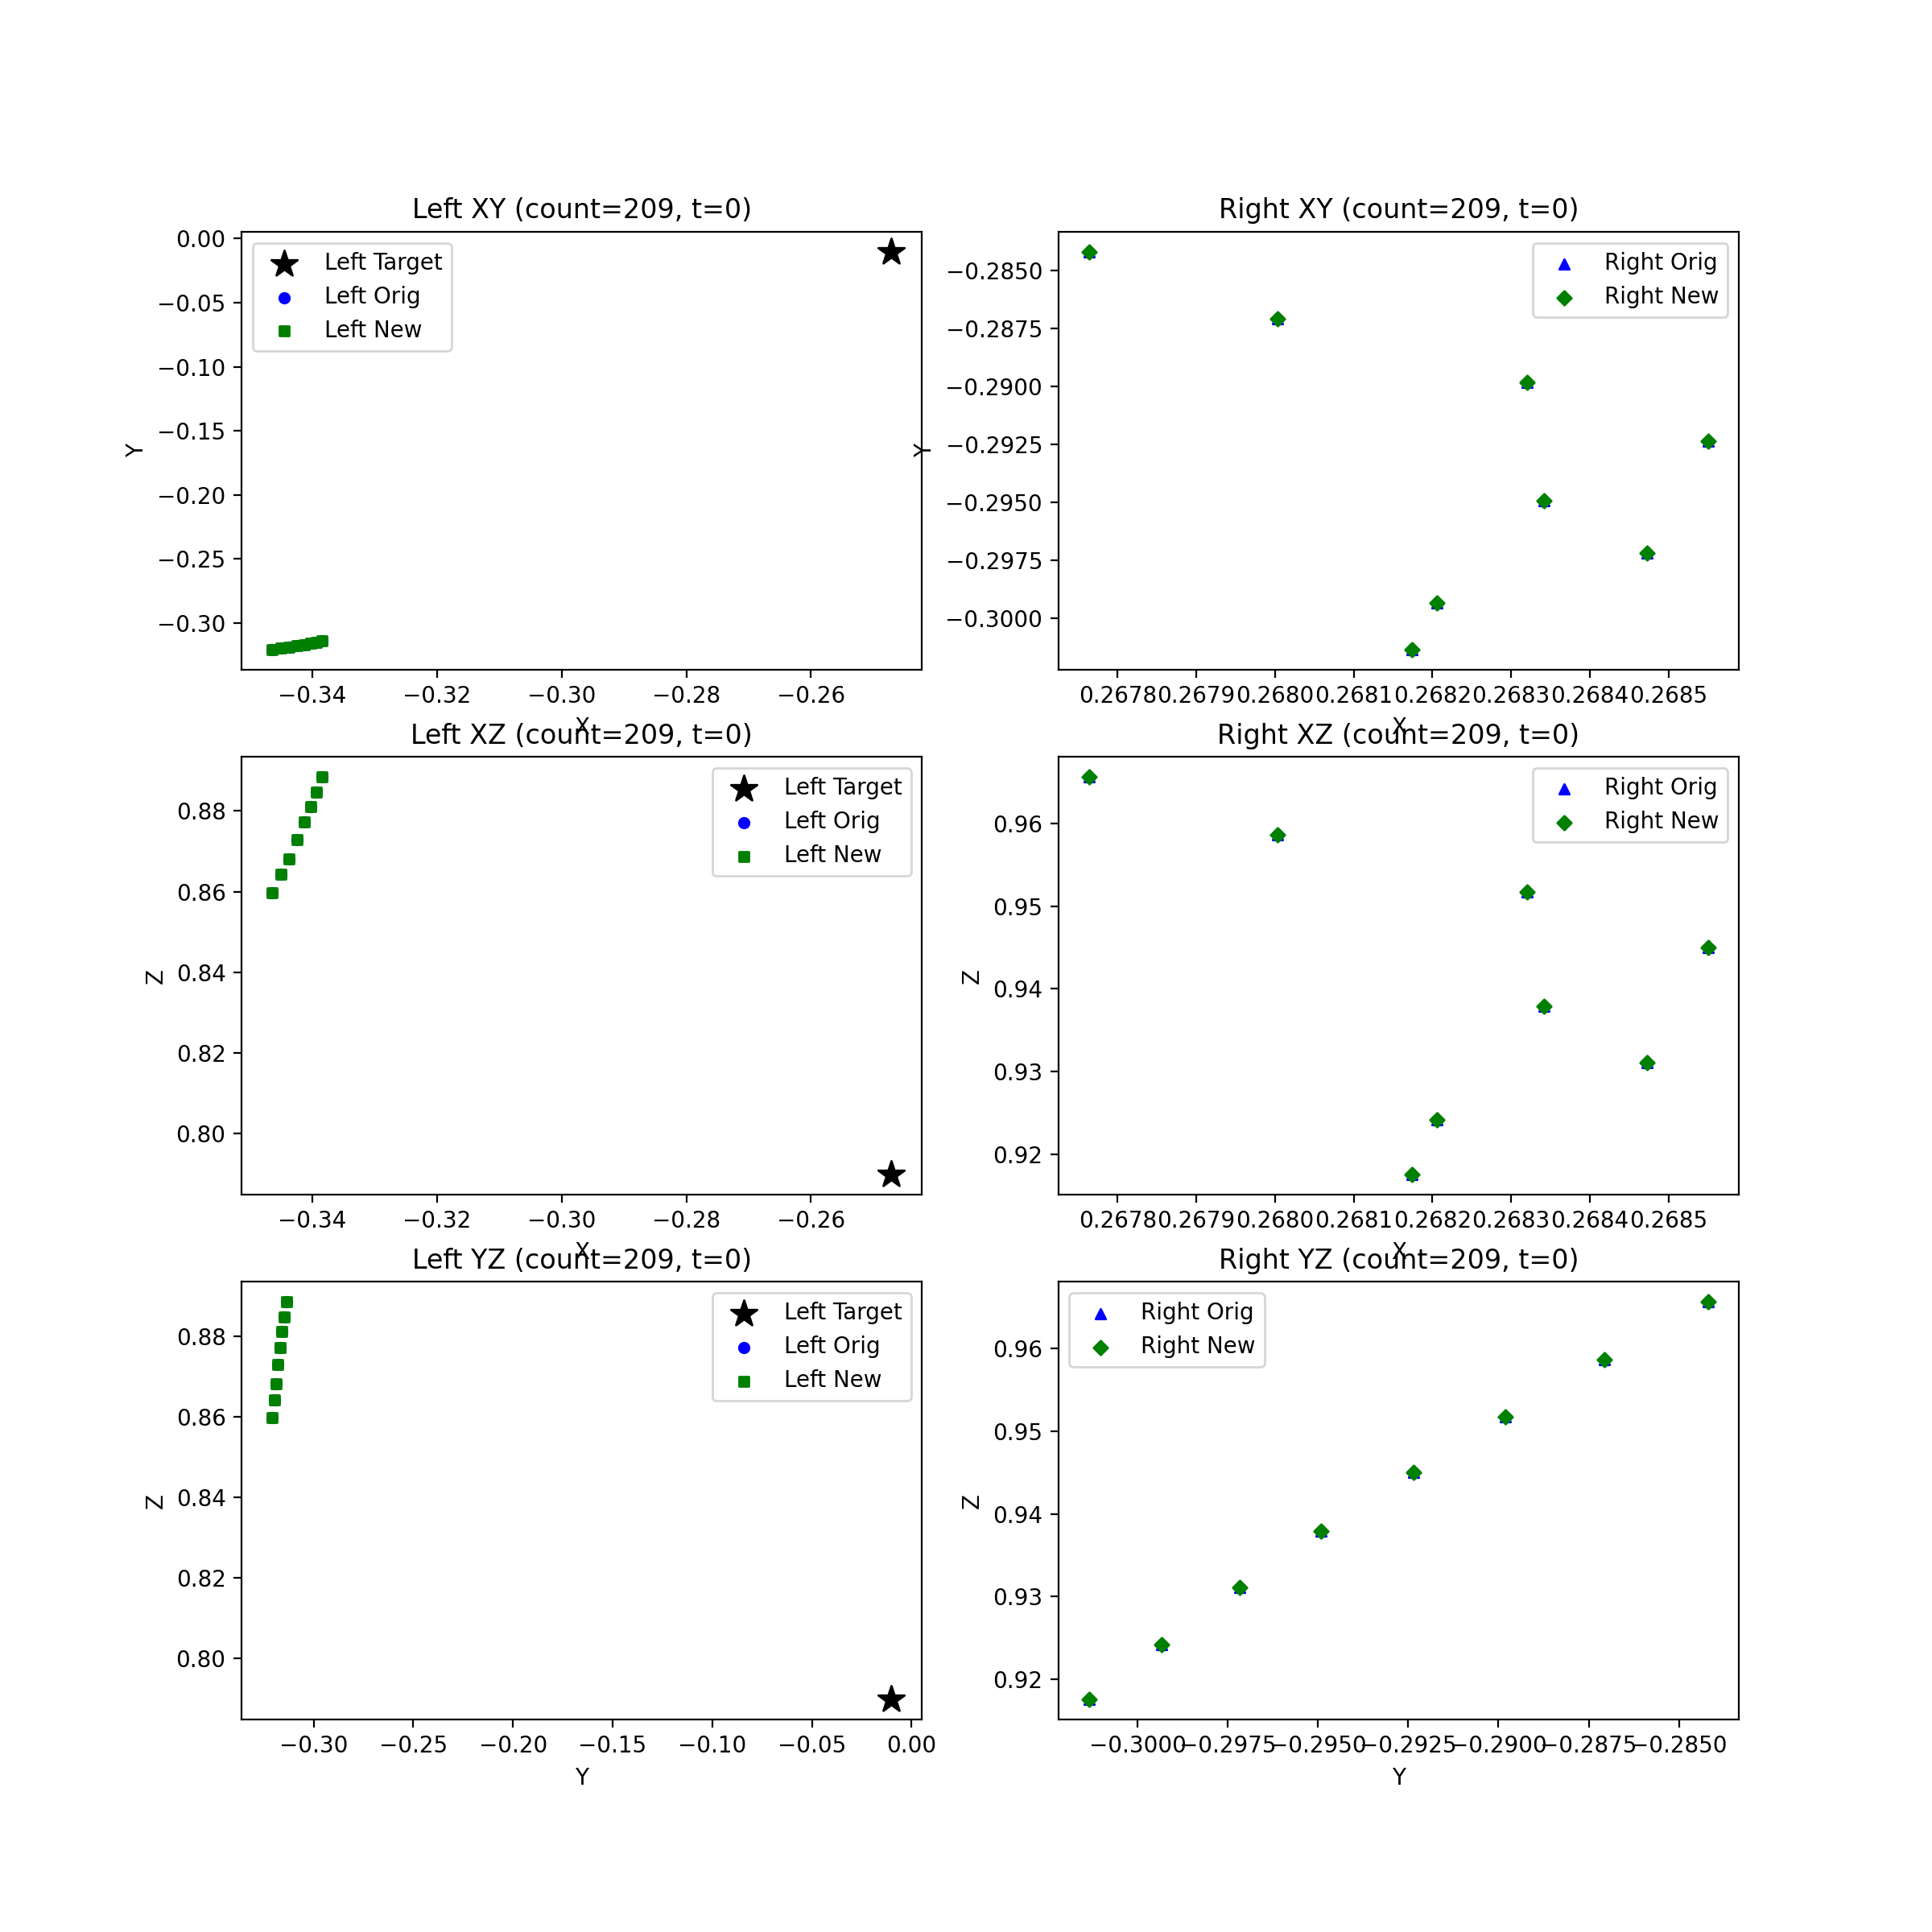 Left XY (count=209, t=0)
Left Target
Left Orig
Left New
0.00
−0.05
−0.10
−0.15
−0.20
−0.25
−0.30
Y
−0.34 −0.32 −0.30 −0.28 −0.26
X
Right XY (count=209, t=0)
Right Orig
Right New
−0.2850
−0.2875
−0.2900
−0.2925
−0.2950
−0.2975
−0.3000
Y
0.2678 0.2679 0.2680 0.2681 0.2682 0.2683 0.2684 0.2685
X
Left XZ (count=209, t=0)
Left Target
Left Orig
Left New
0.88
0.86
0.84
0.82
0.80
Z
−0.34 −0.32 −0.30 −0.28 −0.26
X
Right XZ (count=209, t=0)
Right Orig
Right New
0.96
0.95
0.94
0.93
0.92
Z
0.2678 0.2679 0.2680 0.2681 0.2682 0.2683 0.2684 0.2685
X
Left YZ (count=209, t=0)
Left Target
Left Orig
Left New
0.88
0.86
0.84
0.82
0.80
Z
−0.30 −0.25 −0.20 −0.15 −0.10 −0.05 0.00
Y
Right YZ (count=209, t=0)
Right Orig
Right New
0.96
0.95
0.94
0.93
0.92
Z
−0.3000 −0.2975 −0.2950 −0.2925 −0.2900 −0.2875 −0.2850
Y